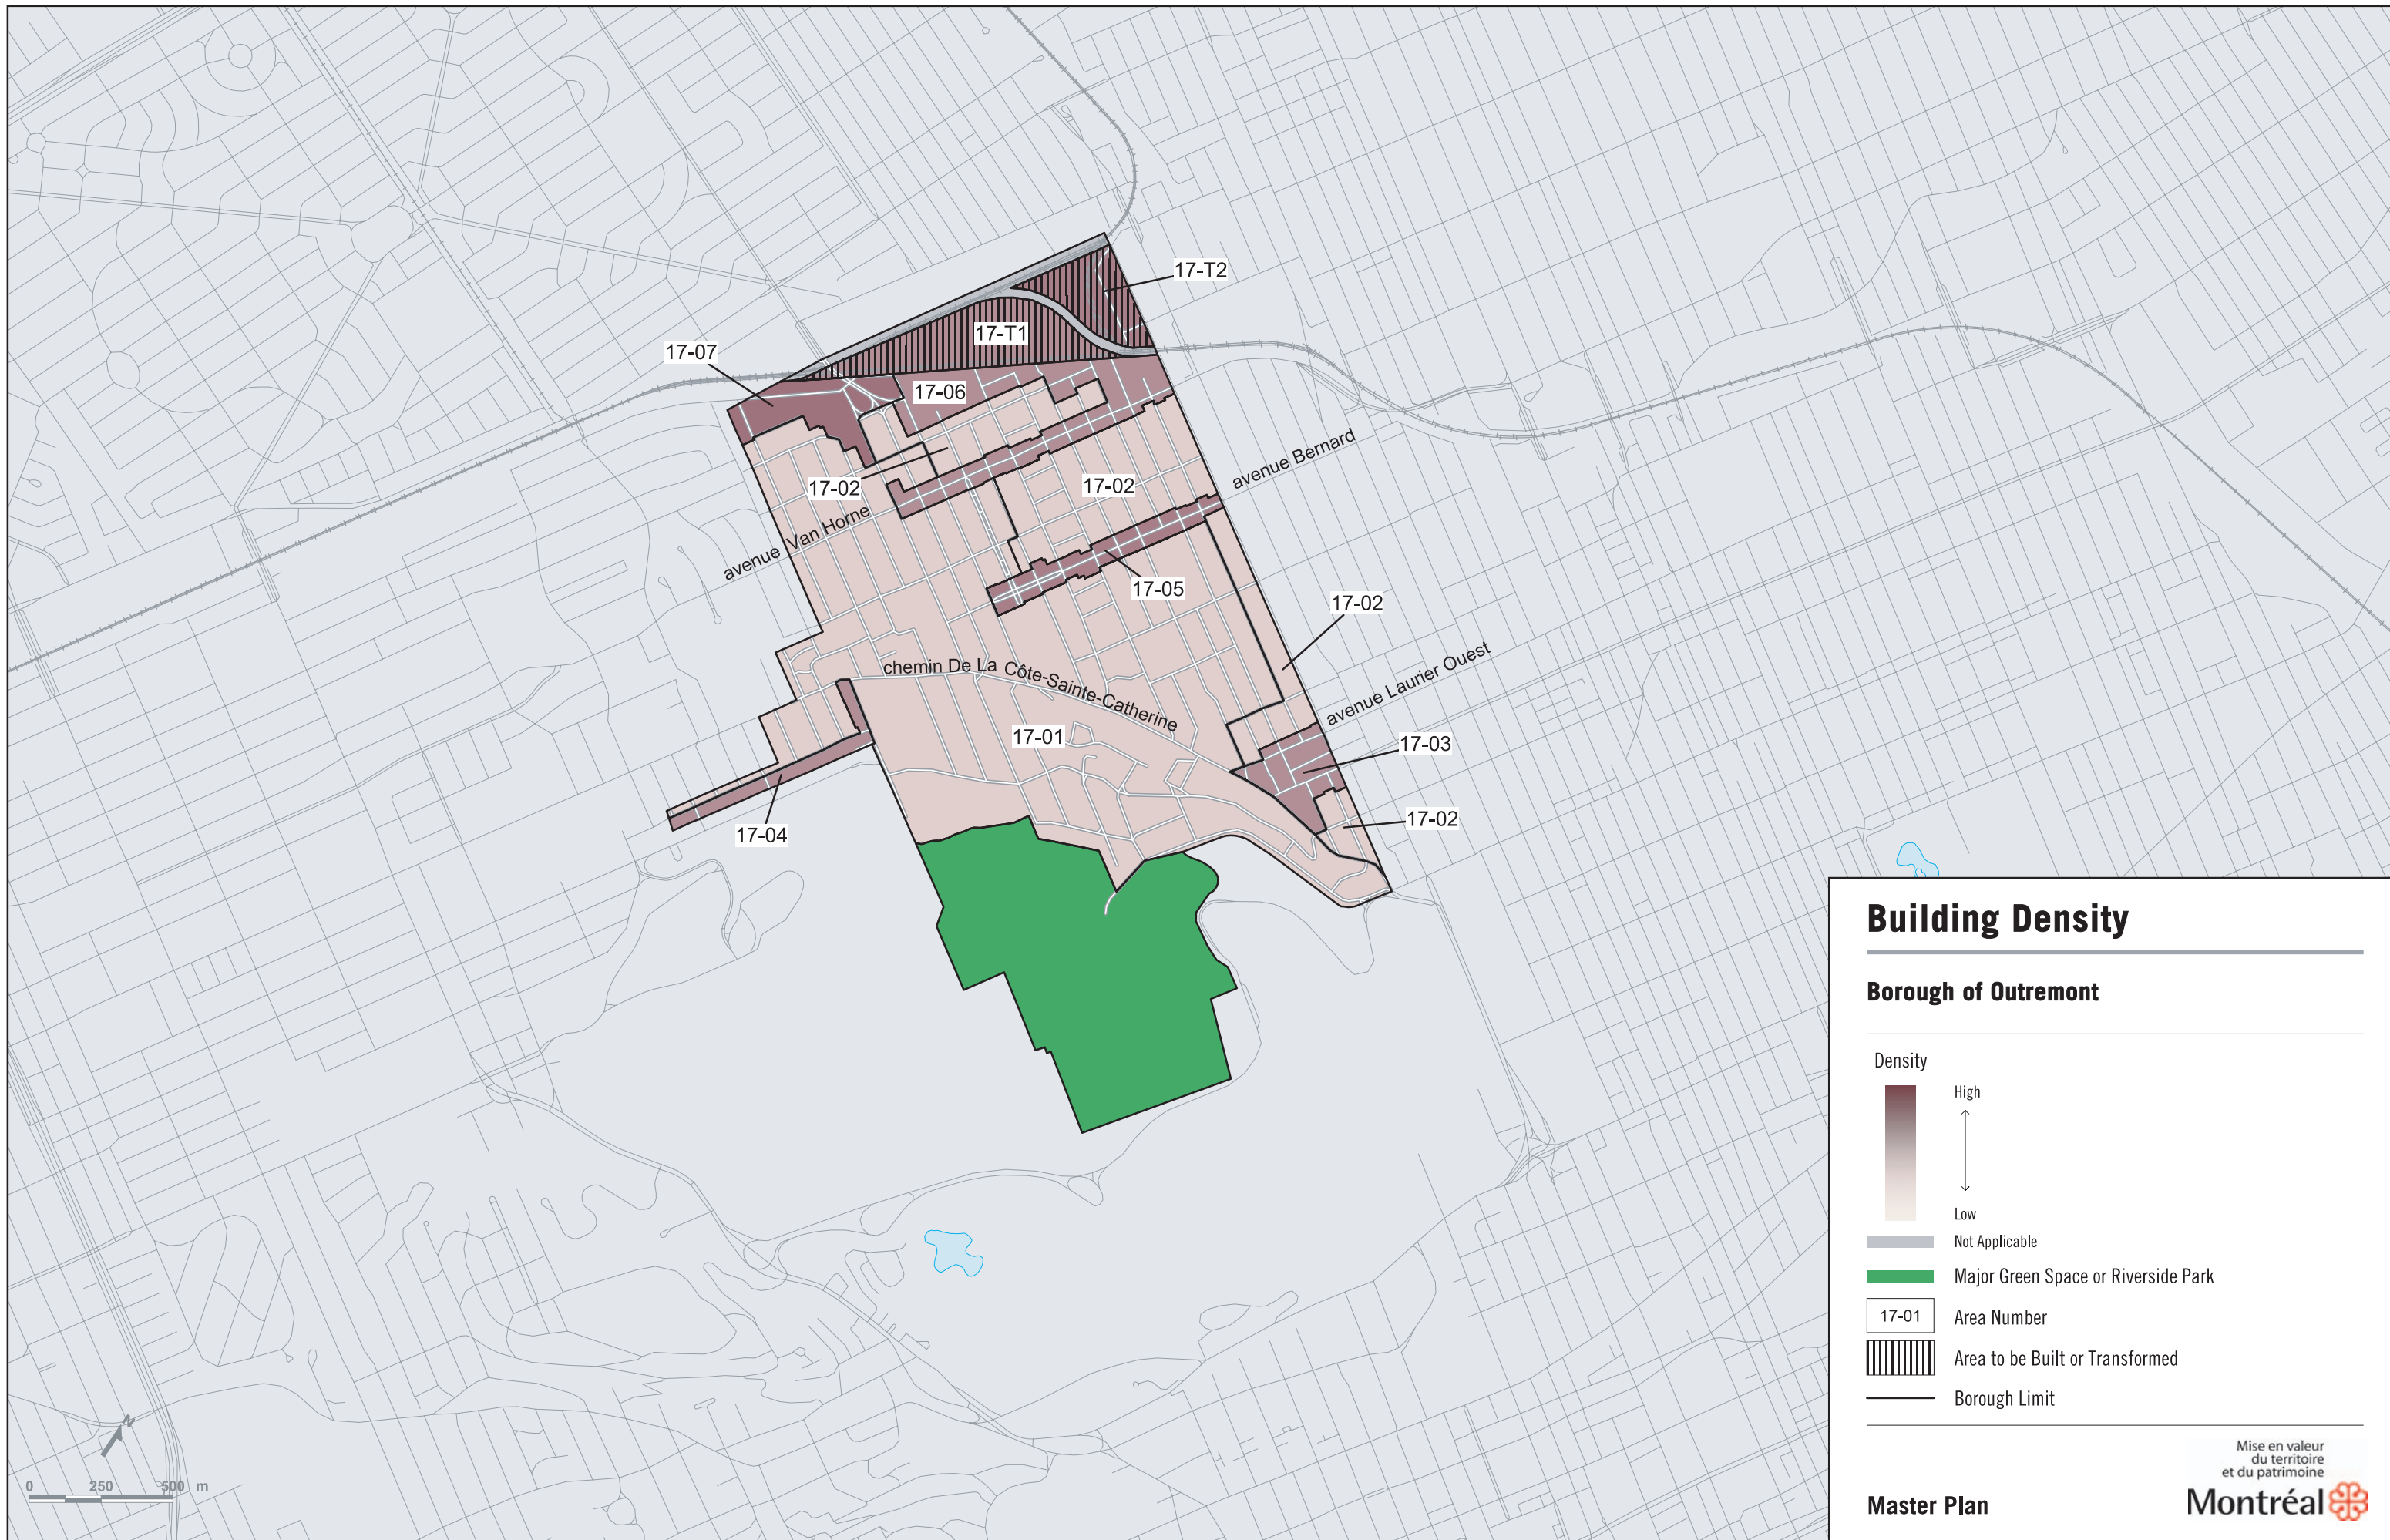 17-T2
17-T1
17-07
17-06
avenue Bernard
17-02
17-02
avenue Van Horne
17-05
17-02
avenue Laurier Ouest
chemin De La Côte-Sainte-Catherine
17-01
17-03
17-02
17-04
Building Density
Borough of Outremont
Density
High
Low
Not Applicable
Major Green Space or Riverside Park
17-01 Area Number
Area to be Built or Transformed
Borough Limit
Master Plan
Mise en valeur
du territoire
et du patrimoine
Montréal
N
0 250 500 m